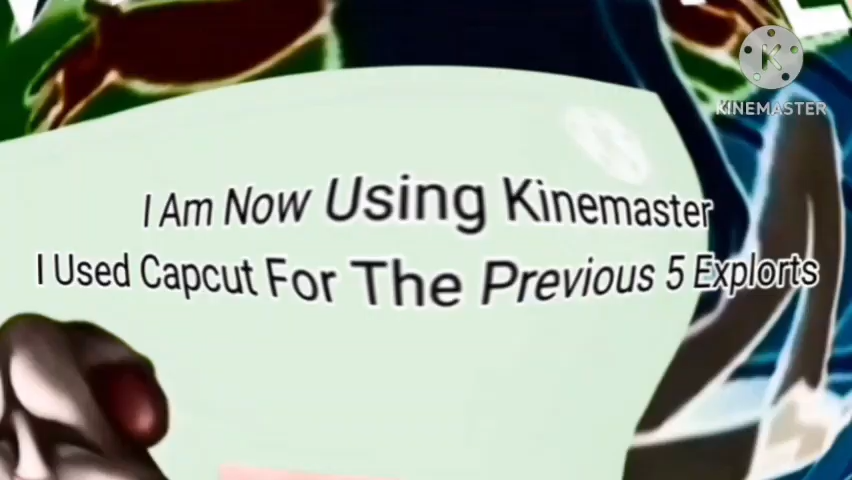 KINEMASTER
I Am Now Using Kinemaster
I Used Capcut For The Previous 5 Explorts